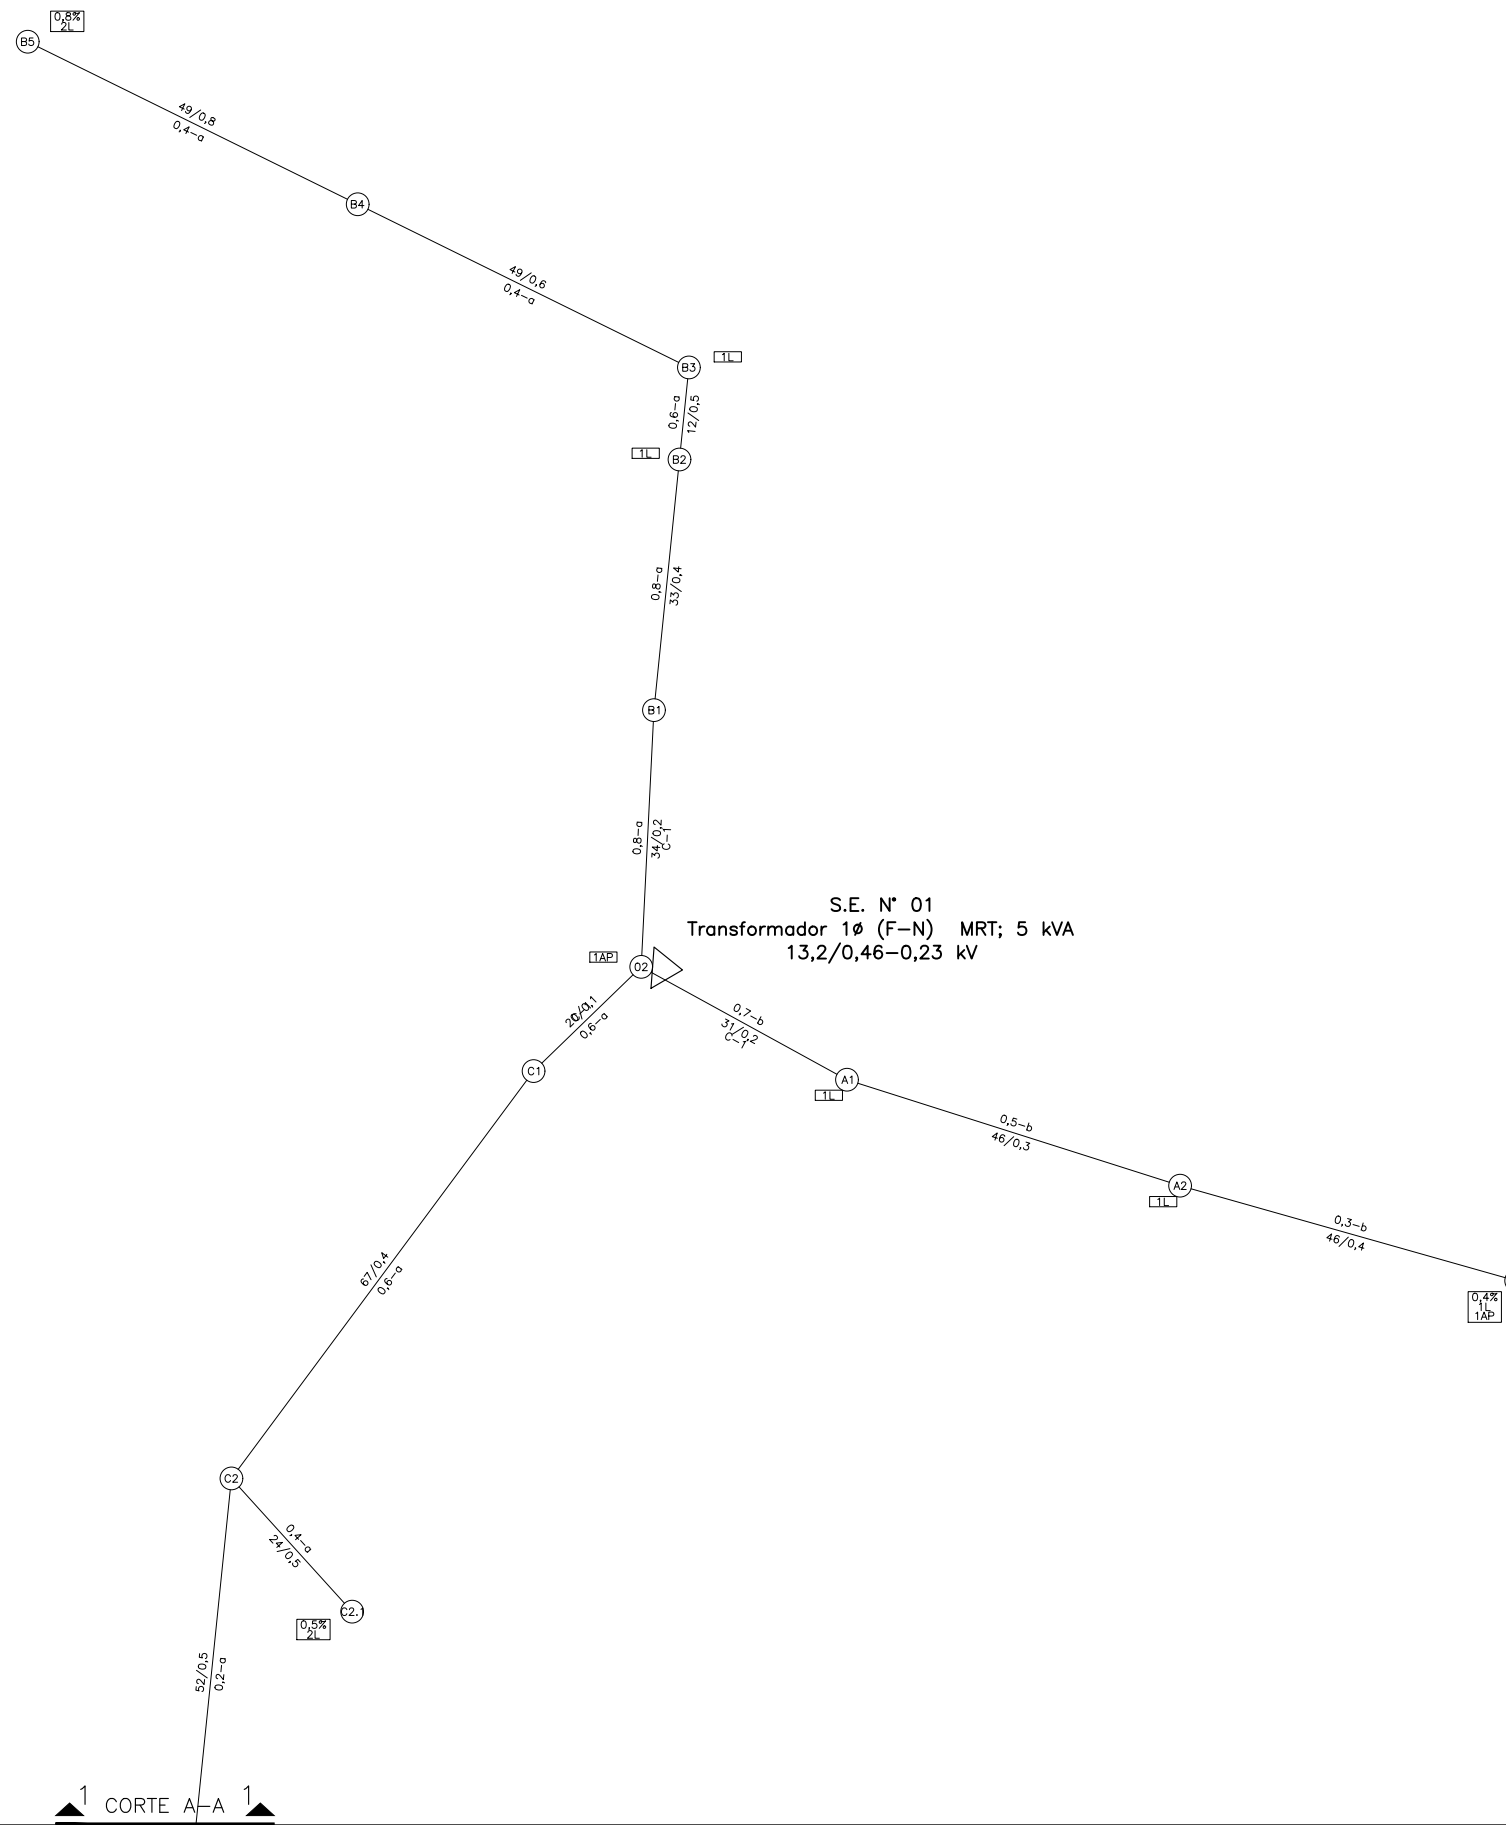 0,8%
2L
B5
49/0,8
0,4-a
B4
49/0,6
0,4-a
B3
1L
0,6-a
12/0,5
1L
B2
0,8-a
33/0,4
B1
0,8-a
34/0,2
C-1
S.E. N° 01
Transformador 1ø (F-N) MRT; 5 kVA
13,2/0,46-0,23 kV
1AP
02
0,6-a
0,7-b
31/0,2
C-1
C1
A1
1L
0,5-b
46/0,3
A2
1L
0,3-b
46/0,4
0,4%
1L
1AP
67/0,4
0,6-a
C2
0,4-a
24/0,5
C2.1
0,5%
2L
52/0,5
0,2-a
1 CORTE A-A 1